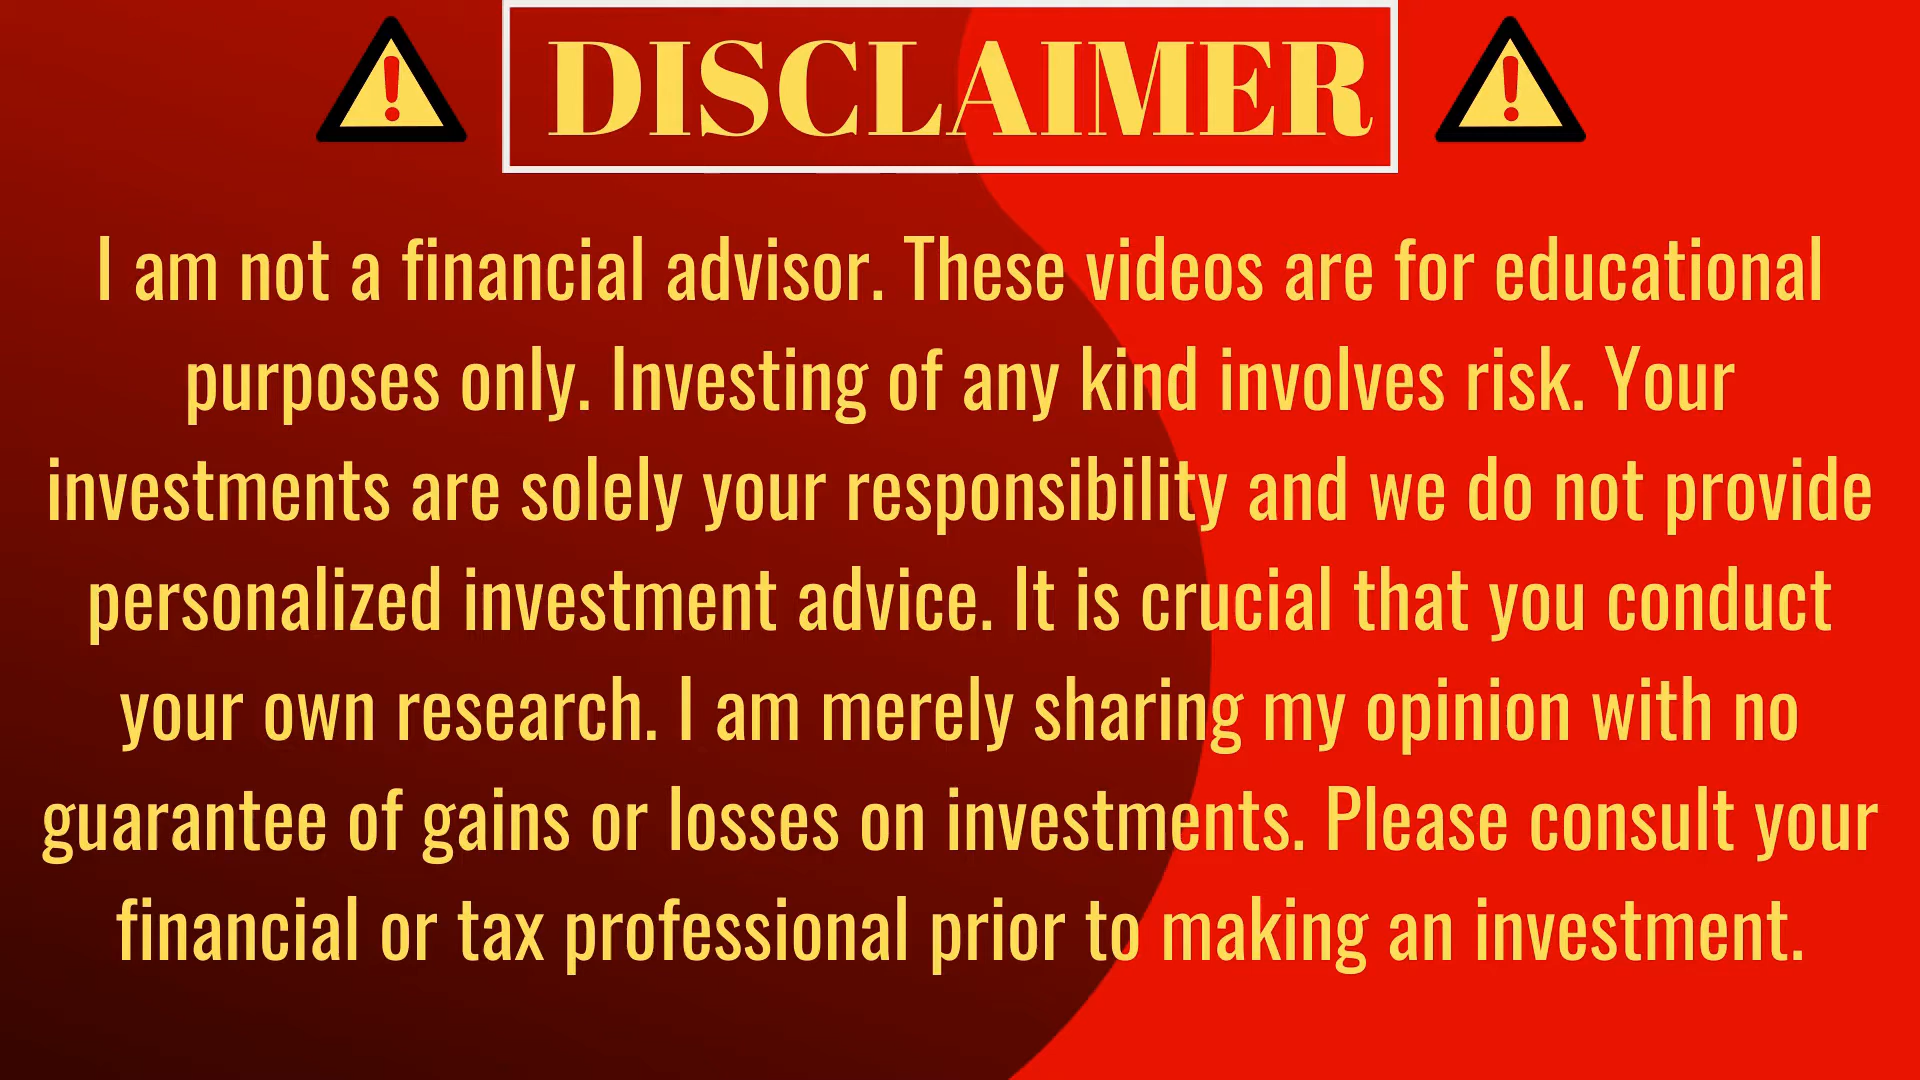 DISCLAIMER
I am not a financial advisor. These videos are for educational
purposes only. Investing of any kind involves risk. Your
investments are solely your responsibility and we do not provide
personalized investment advice. It is crucial that you conduct
your own research. I am merely sharing my opinion with no
guarantee of gains or losses on investments. Please consult your
financial or tax professional prior to making an investment.